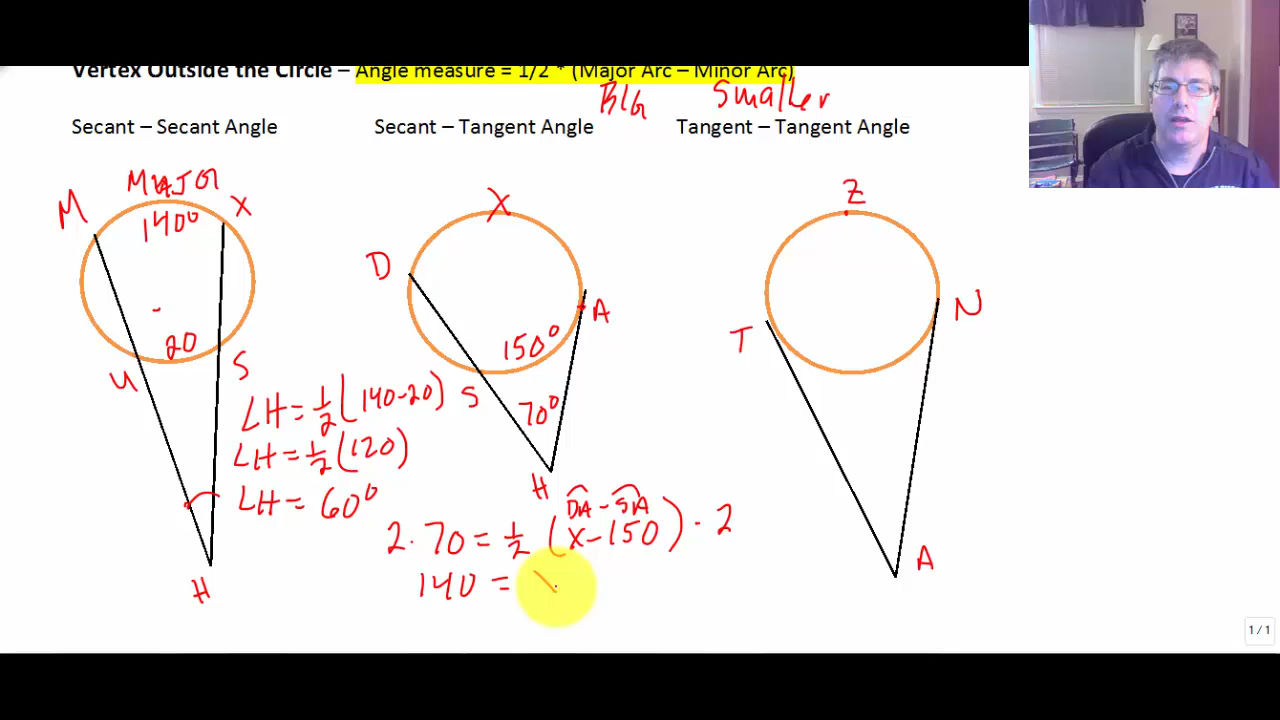 Vertex Outside the Circle – Angle measure = 1/2 * (Major Arc – Minor Arc)
BIG Smaller
Secant – Secant Angle
Secant – Tangent Angle
Tangent – Tangent Angle
MAJOR
M
140°
X
20
U
S
∠H = 1/2 (140-20)
∠H = 1/2 (120)
∠H = 60°
H
X
D
A
150°
S
70°
H
DA - SA
2 · 70 = 1/2 (X - 150) · 2
140 =
Z
T
N
A
1 / 1